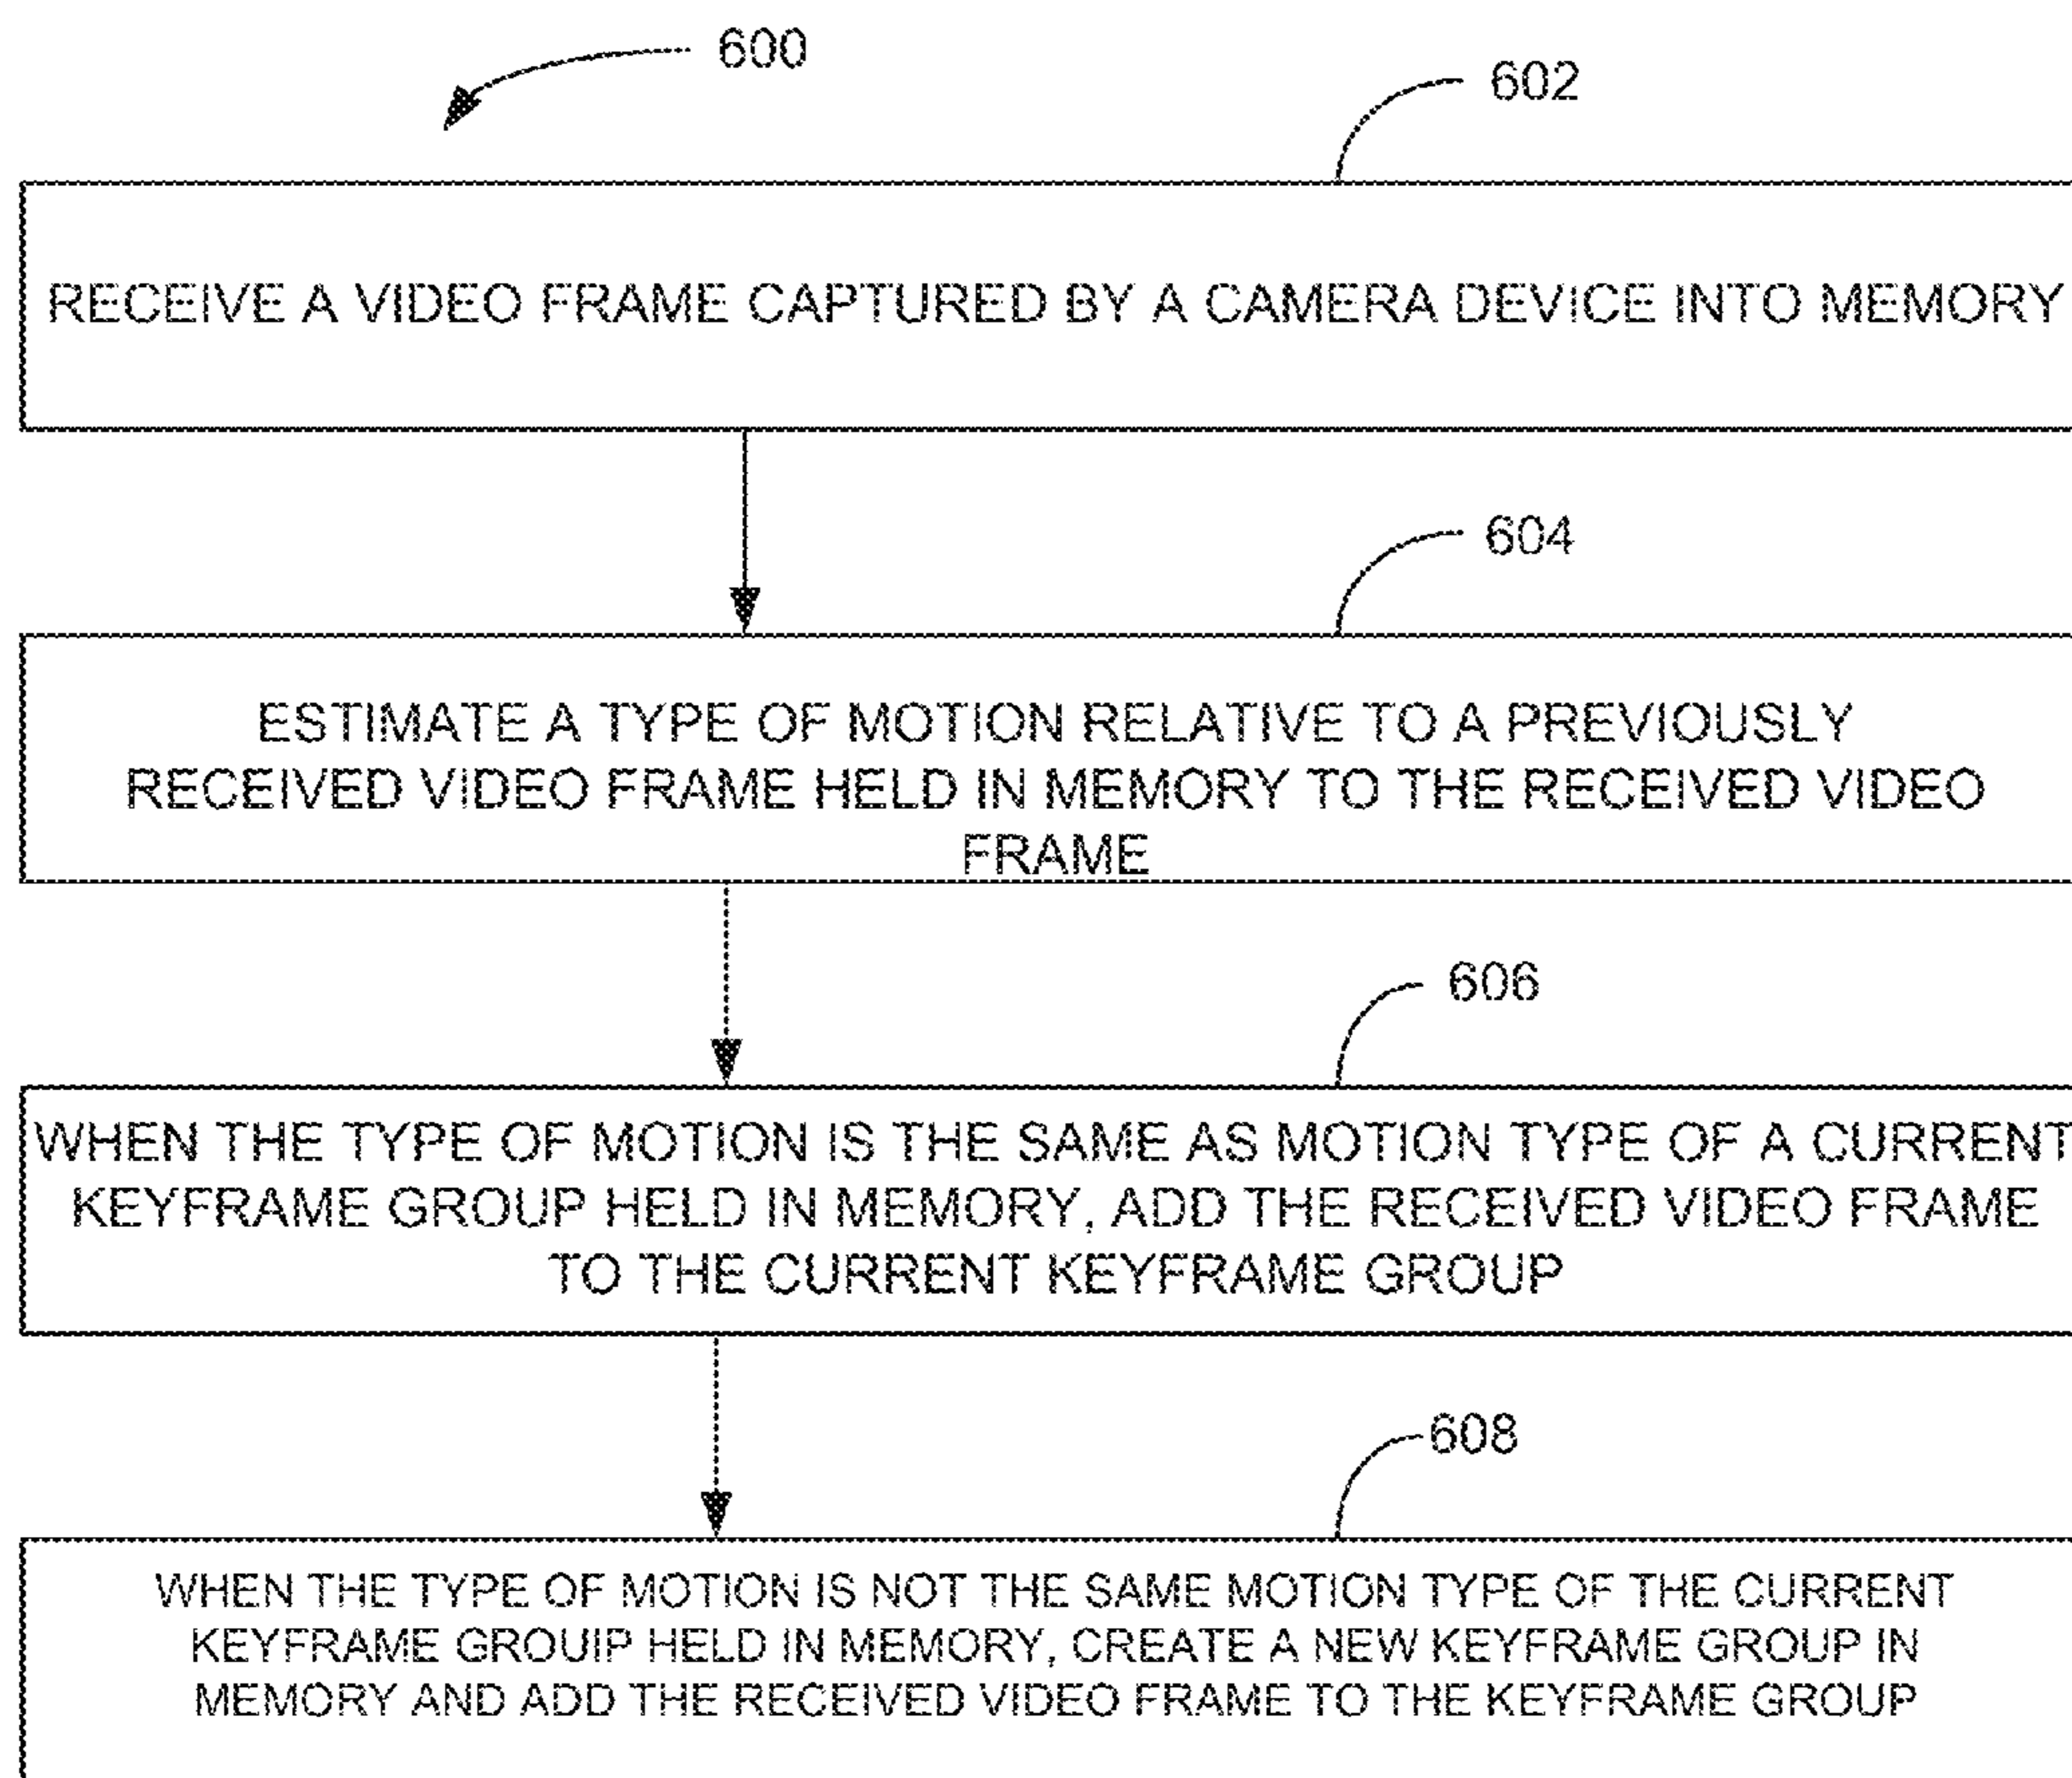 600
602
RECEIVE A VIDEO FRAME CAPTURED BY A CAMERA DEVICE INTO MEMORY
604
ESTIMATE A TYPE OF MOTION RELATIVE TO A PREVIOUSLY
RECEIVED VIDEO FRAME HELD IN MEMORY TO THE RECEIVED VIDEO
FRAME
606
WHEN THE TYPE OF MOTION IS THE SAME AS MOTION TYPE OF A CURRENT
KEYFRAME GROUP HELD IN MEMORY, ADD THE RECEIVED VIDEO FRAME
TO THE CURRENT KEYFRAME GROUP
608
WHEN THE TYPE OF MOTION IS NOT THE SAME MOTION TYPE OF THE CURRENT
KEYFRAME GROUIP HELD IN MEMORY, CREATE A NEW KEYFRAME GROUP IN
MEMORY AND ADD THE RECEIVED VIDEO FRAME TO THE KEYFRAME GROUP